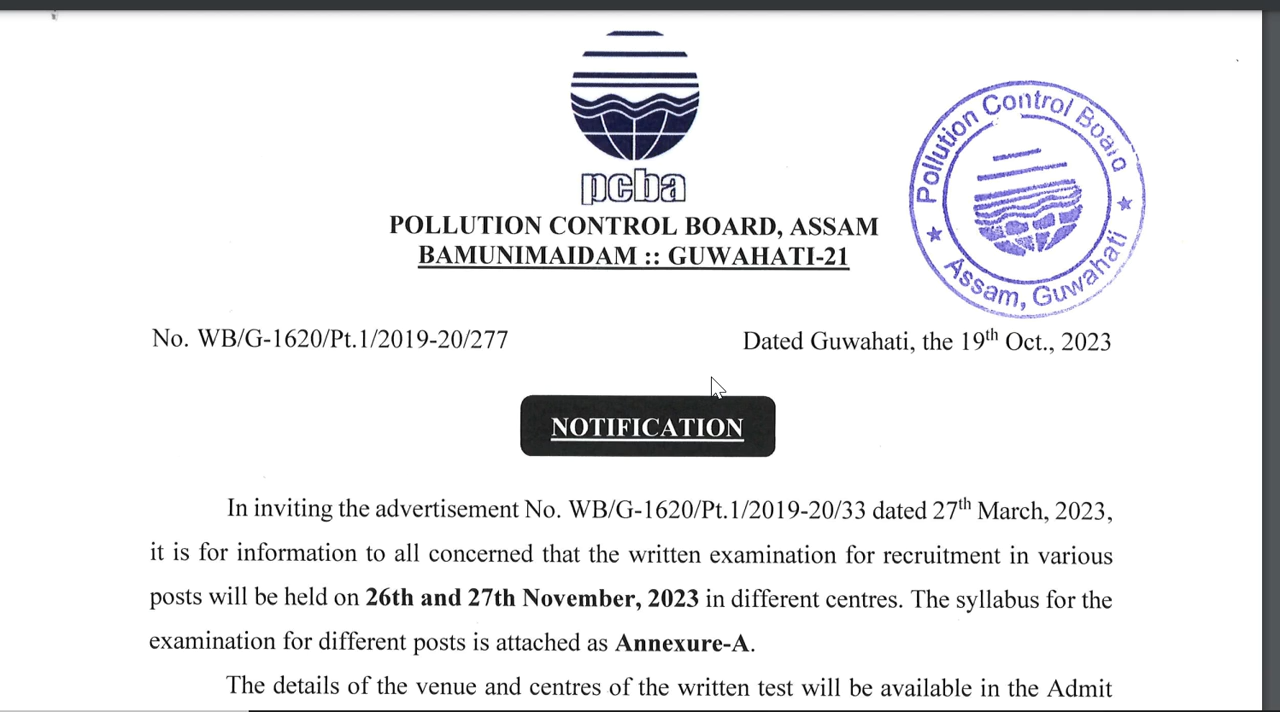 pcba
POLLUTION CONTROL BOARD, ASSAM
BAMUNIMAIDAM :: GUWAHATI-21
Pollution Control Board
Assam, Guwahati
No. WB/G-1620/Pt.1/2019-20/277
Dated Guwahati, the 19th Oct., 2023
NOTIFICATION
In inviting the advertisement No. WB/G-1620/Pt.1/2019-20/33 dated 27th March, 2023,
it is for information to all concerned that the written examination for recruitment in various
posts will be held on 26th and 27th November, 2023 in different centres. The syllabus for the
examination for different posts is attached as Annexure-A.
The details of the venue and centres of the written test will be available in the Admit